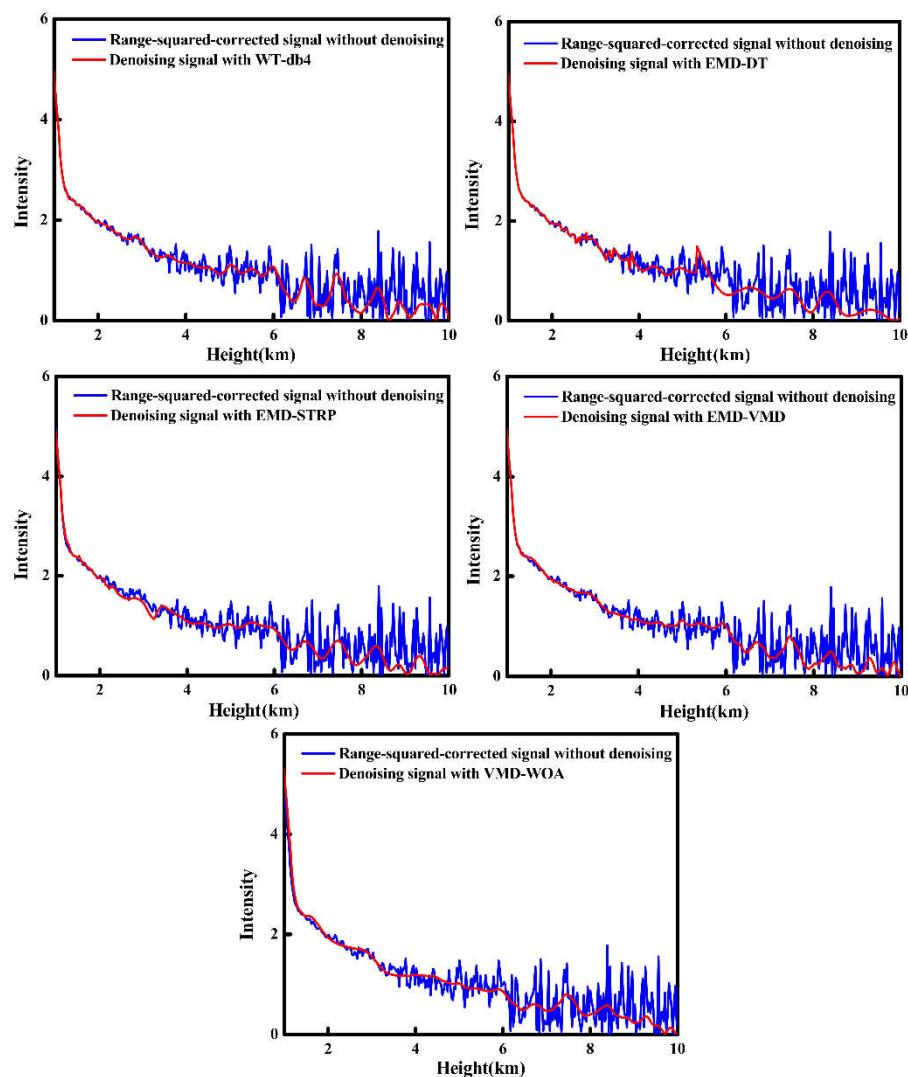 6
Range-squared-corrected signal without denoising
Denoising signal with WT-db4
4
Intensity
2
0
2 4 6 8 10
Height(km)
6
Range-squared-corrected signal without denoising
Denoising signal with EMD-DT
4
Intensity
2
0
2 4 6 8 10
Height(km)
6
Range-squared-corrected signal without denoising
Denoising signal with EMD-STRP
4
Intensity
2
0
2 4 6 8 10
Height(km)
6
Range-squared-corrected signal without denoising
Denoising signal with EMD-VMD
4
Intensity
2
0
2 4 6 8 10
Height(km)
6
Range-squared-corrected signal without denoising
Denoising signal with VMD-WOA
4
Intensity
2
0
2 4 6 8 10
Height(km)